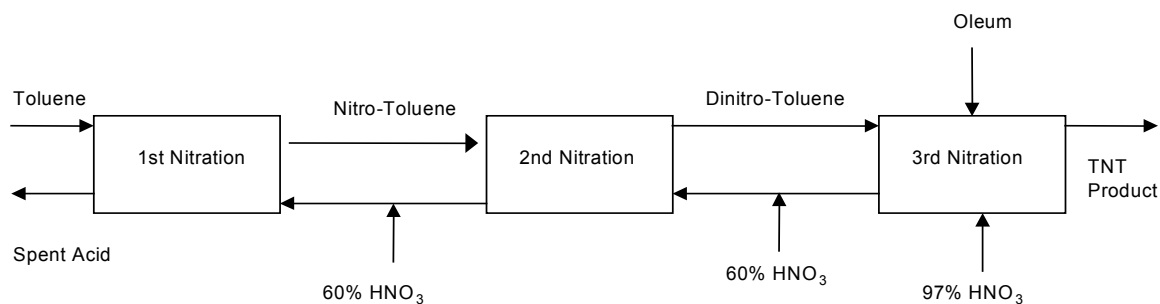 Oleum
Toluene
Nitro-Toluene
Dinitro-Toluene
1st Nitration
2nd Nitration
3rd Nitration
TNT
Product
Spent Acid
60% HNO3
60% HNO3
97% HNO3